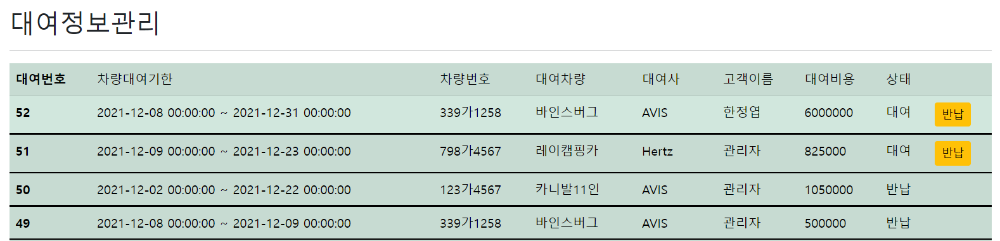 대여정보관리
대여번호 차량대여기한 차량번호 대여차량 대여사 고객이름 대여비용 상태
52 2021-12-08 00:00:00 ~ 2021-12-31 00:00:00 339가1258 바인스버그 AVIS 한정엽 6000000 대여 반납
51 2021-12-09 00:00:00 ~ 2021-12-23 00:00:00 798가4567 레이캠핑카 Hertz 관리자 825000 대여 반납
50 2021-12-02 00:00:00 ~ 2021-12-22 00:00:00 123가4567 카니발11인 AVIS 관리자 1050000 반납
49 2021-12-08 00:00:00 ~ 2021-12-09 00:00:00 339가1258 바인스버그 AVIS 관리자 500000 반납